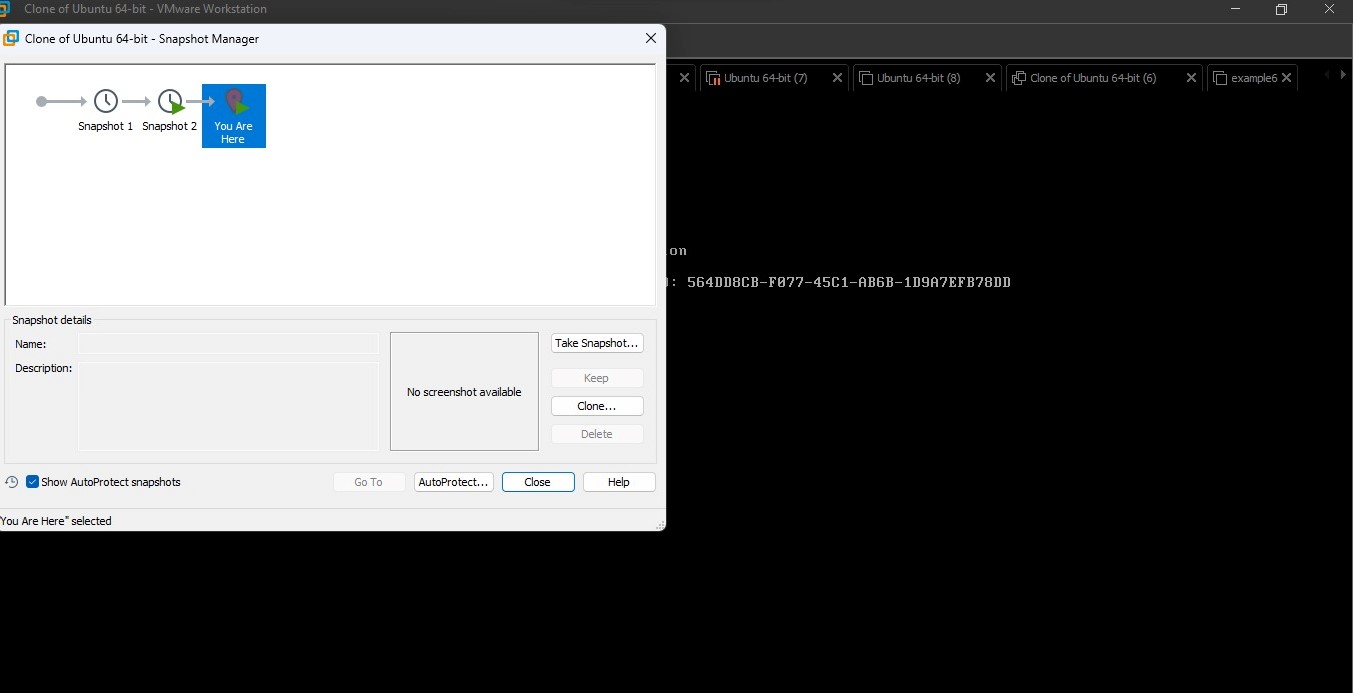 Clone of Ubuntu 64-bit - VMware Workstation
Clone of Ubuntu 64-bit - Snapshot Manager
Ubuntu 64-bit (7)
Ubuntu 64-bit (8)
Clone of Ubuntu 64-bit (6)
example6
Snapshot 1
Snapshot 2
You Are
Here
on
: 564DD8CB-F077-45C1-AB6B-1D9A7EFB78DD
Snapshot details
Name:
Take Snapshot...
Description:
Keep
No screenshot available
Clone...
Delete
Show AutoProtect snapshots
Go To
AutoProtect...
Close
Help
You Are Here" selected